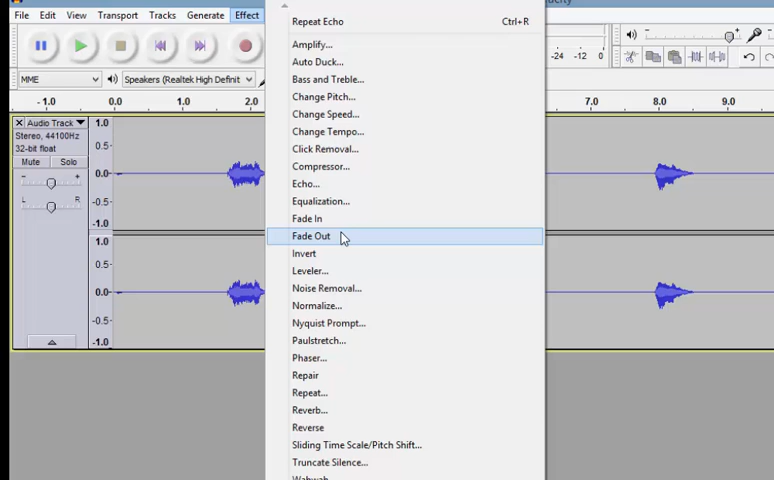 dacity
File Edit View Transport Tracks Generate Effect
Repeat Echo Ctrl+R
Amplify...
Auto Duck...
Bass and Treble...
Change Pitch...
Change Speed...
Change Tempo...
Click Removal...
Compressor...
Echo...
Equalization...
Fade In
Fade Out
Invert
Leveler...
Noise Removal...
Normalize...
Nyquist Prompt...
Paulstretch...
Phaser...
Repair
Repeat...
Reverb...
Reverse
Sliding Time Scale/Pitch Shift...
Truncate Silence...
Wahwah
-24 -12 0
MME Speakers (Realtek High Definit
- 1.0 0.0 1.0 2.0 7.0 8.0 9.0
Audio Track
Stereo, 44100Hz
32-bit float
Mute Solo
- +
L R
1.0
0.5-
0.0-
-0.5-
-1.0
1.0
0.5-
0.0-
-0.5-
-1.0